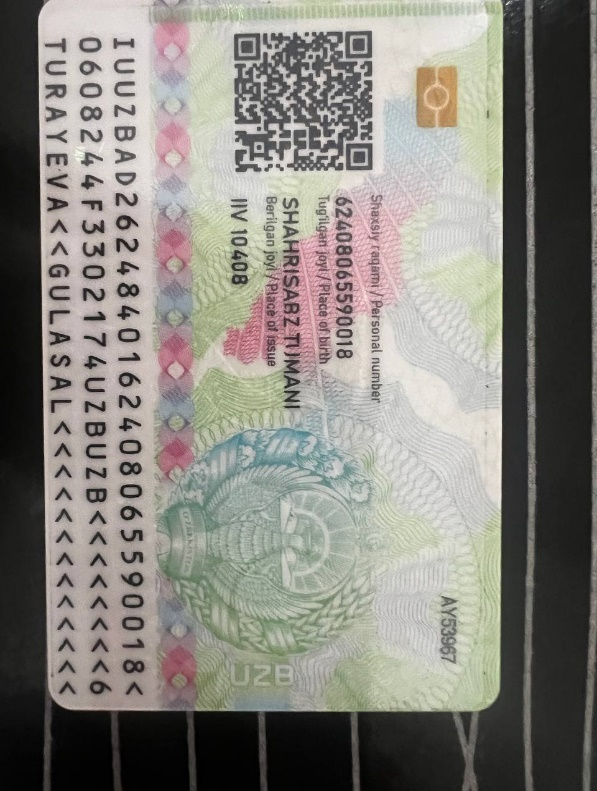 Shaxsiy raqami / Personal number
62408065590018
Tug'ilgan joyi / Place of birth
SHAHRISABZ TUMANI
Berilgan joyi / Place of issue
IIV 10408
AY53967
UZB
IUUZBAD2624840162408065590018<
0608244F3302174UZBUZB<<<<<<<6
TURAYEVA<<GULASAL<<<<<<<<<<<<<